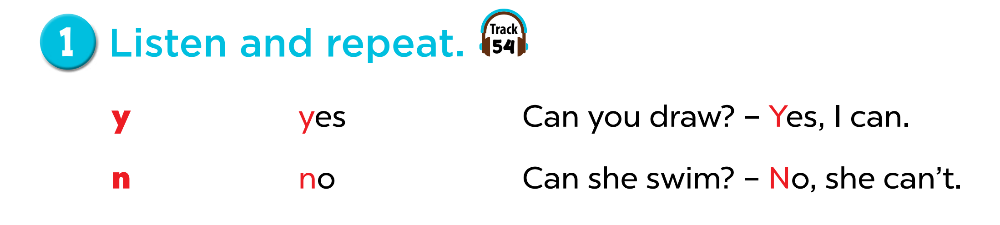 1 Listen and repeat. Track 54
y yes Can you draw? – Yes, I can.
n no Can she swim? – No, she can’t.